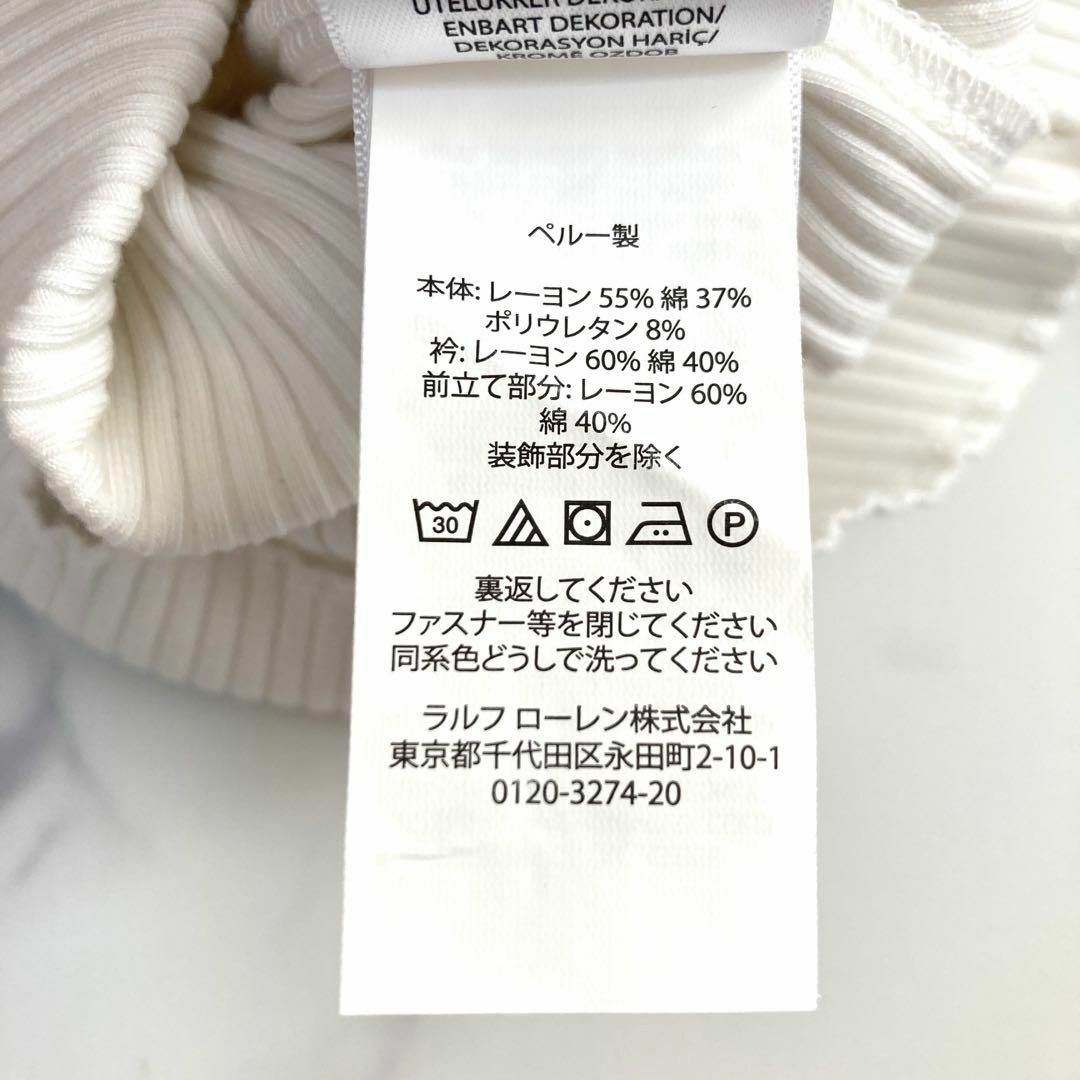 UTELUKKER
ENBART DEKORATION/
DEKORASYON HARİÇ/
KROMĚ OZDOB
ペルー製
本体: レーヨン 55% 綿 37%
ポリウレタン 8%
衿: レーヨン 60% 綿 40%
前立て部分: レーヨン 60%
綿 40%
装飾部分を除く
30
P
裏返してください
ファスナー等を閉じてください
同系色どうしで洗ってください
ラルフ ローレン株式会社
東京都千代田区永田町2-10-1
0120-3274-20